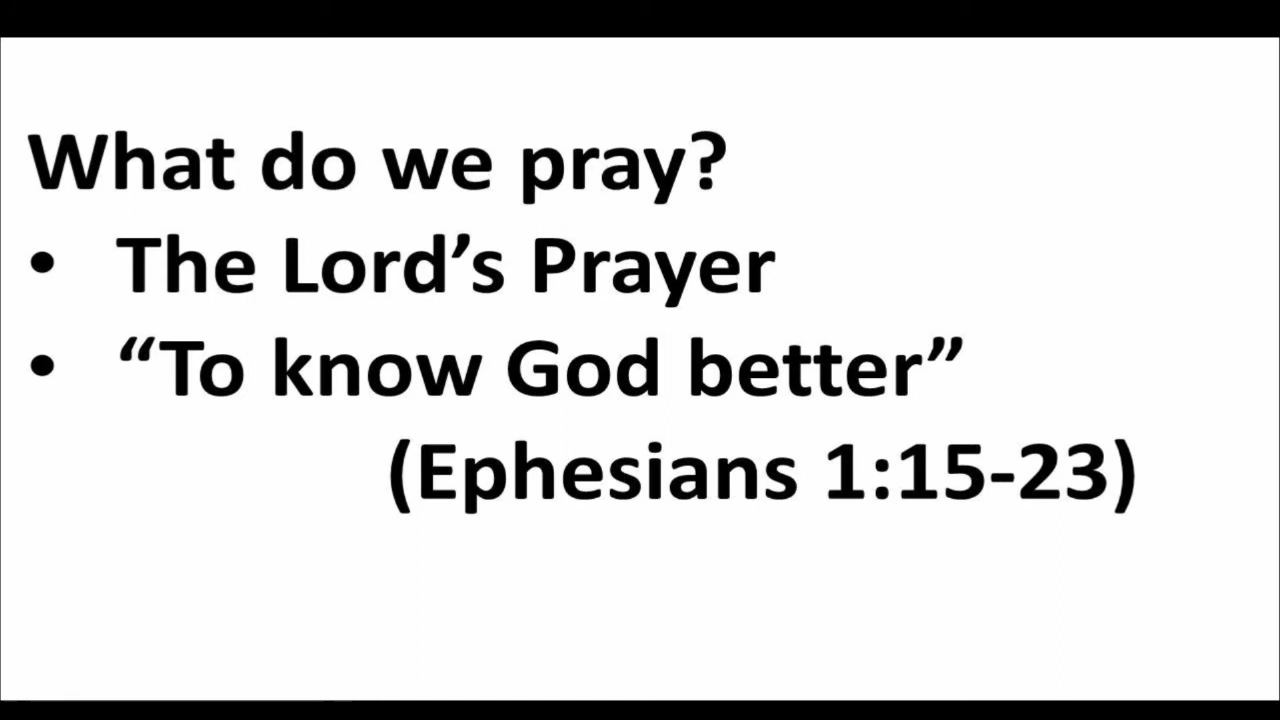 What do we pray?
• The Lord’s Prayer
• “To know God better”
(Ephesians 1:15-23)